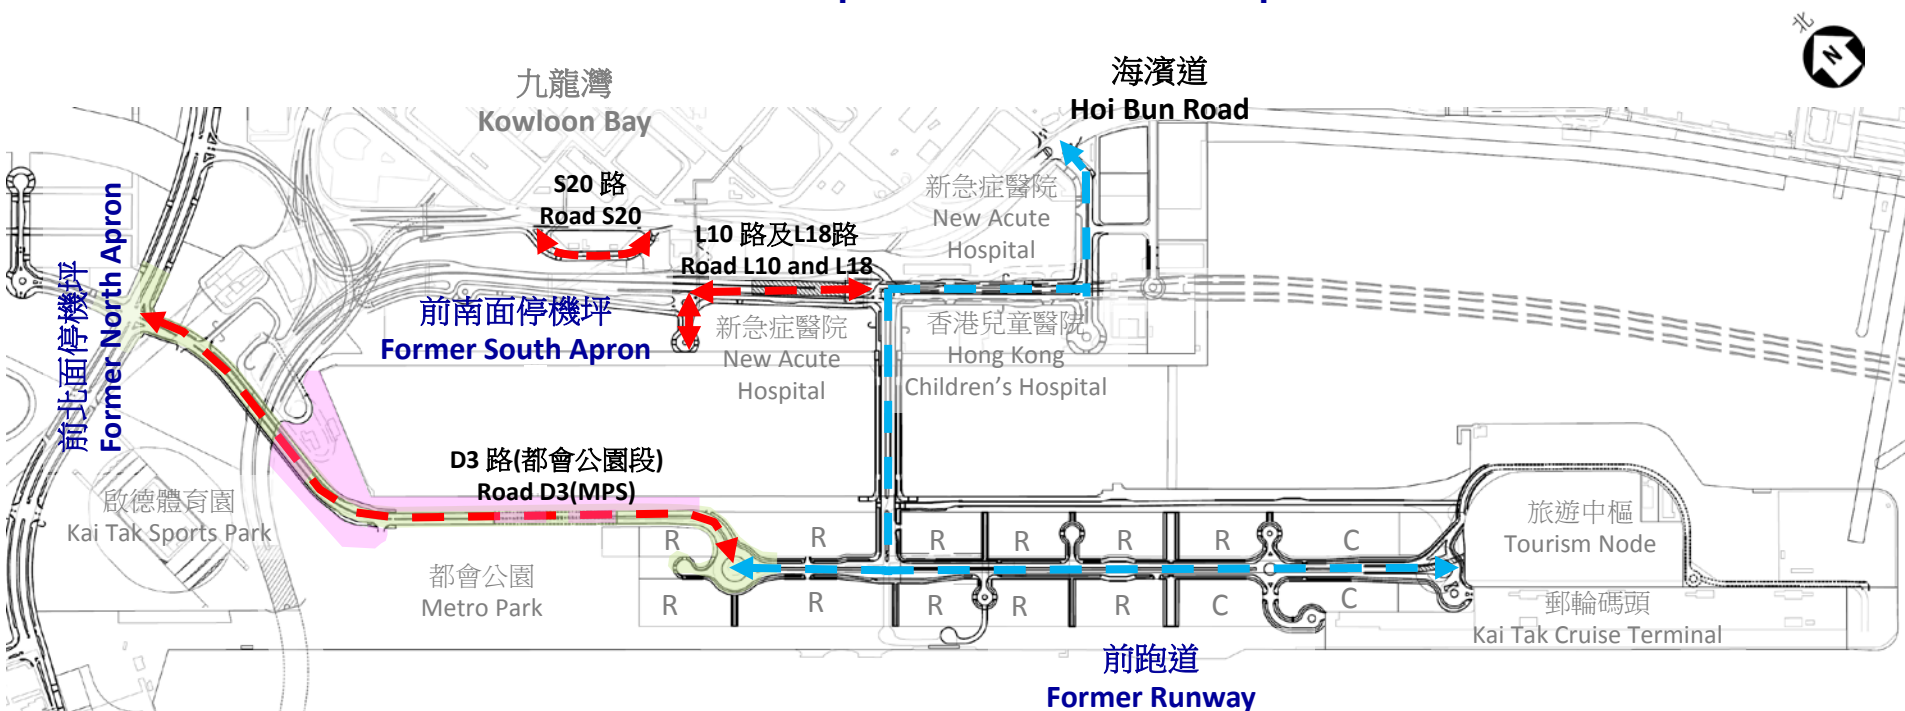 北
N
海濱道
Hoi Bun Road
九龍灣
Kowloon Bay
S20 路
Road S20
新急症醫院
New Acute
Hospital
L10 路及L18路
Road L10 and L18
前北面停機坪
Former North Apron
前南面停機坪
Former South Apron
新急症醫院
New Acute
Hospital
香港兒童醫院
Hong Kong
Children's Hospital
C
D3 路(都會公園段)
Road D3(MPS)
啟德體育園
Kai Tak Sports Park
都會公園
Metro Park
R
R
R
R
R
R
C
旅遊中樞
Tourism Node
R
R
R
R
R
C
C
郵輪碼頭
Kai Tak Cruise Terminal
前跑道
Former Runway